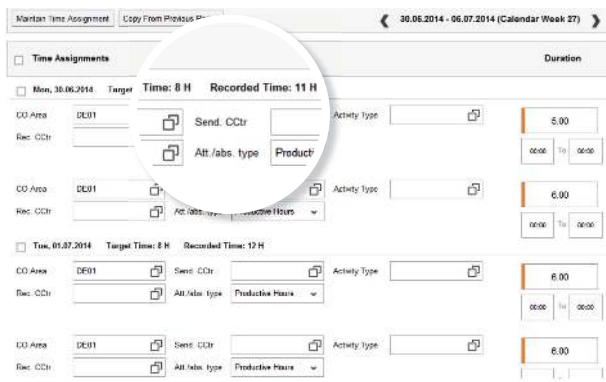 Maintain Time Assignment Copy From Previous 30.06.2014 - 06.07.2014 (Calendar Week 27)
Time Assignments Duration
Mon, 30.06.2014 Target Time: 8 H Recorded Time: 11 H
CO Area DE01 Send. CCtr Activity Type 5.00
Rec. CCtr Att./abs. type Producti 00:00 To 00:00
CO Area DE01 Activity Type 6.00
Rec. CCtr Att./abs. type Productive Hours 00:00 To 00:00
Tue, 01.07.2014 Target Time: 8 H Recorded Time: 12 H
CO Area DE01 Send. CCtr Activity Type 6.00
Rec. CCtr Att./abs. type Productive Hours 00:00 To 00:00
CO Area DE01 Send. CCtr Activity Type 6.00
Rec. CCtr Att./abs. type Productive Hours